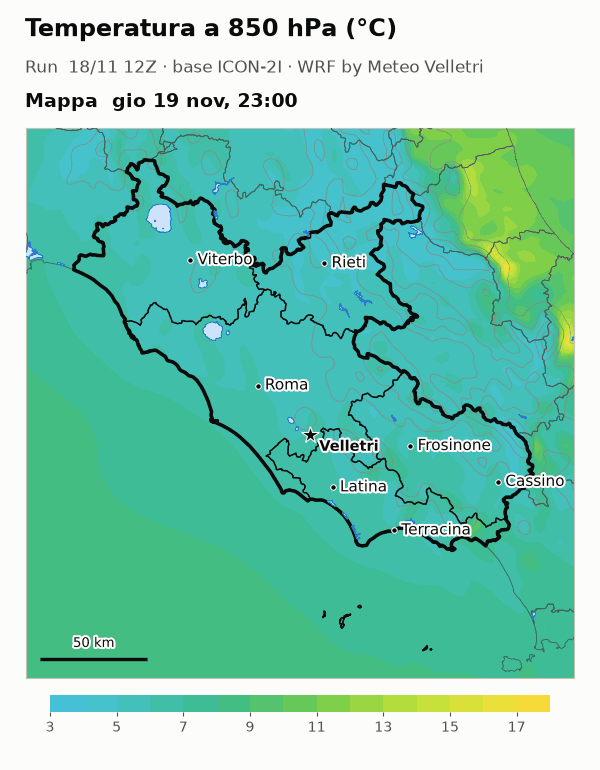 Temperatura a 850 hPa (°C)
Run  18/11 12Z · base ICON-2I · WRF by Meteo Velletri
Mappa  gio 19 nov, 23:00
Viterbo
Rieti
Roma
Velletri
Frosinone
Cassino
Latina
Terracina
50 km
3 5 7 9 11 13 15 17